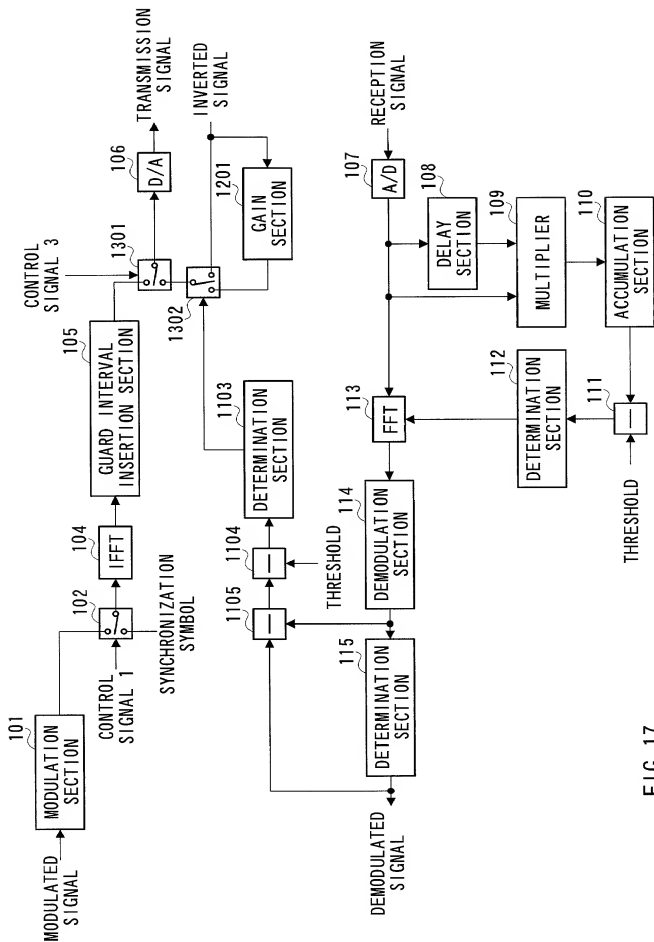 MODULATED
SIGNAL
101
MODULATION
SECTION
102
CONTROL
SIGNAL 1
SYNCHRONIZATION
SYMBOL
104
IFFT
105
GUARD INTERVAL
INSERTION SECTION
CONTROL
SIGNAL 3
1301
106
D/A
TRANSMISSION
SIGNAL
1302
INVERTED
SIGNAL
1201
GAIN
SECTION
1103
DETERMINATION
SECTION
1104
THRESHOLD
1105
DEMODULATED
SIGNAL
115
DETERMINATION
SECTION
114
DEMODULATION
SECTION
113
FFT
107
A/D
RECEPTION
SIGNAL
108
DELAY
SECTION
109
MULTIPLIER
110
ACCUMULATION
SECTION
112
DETERMINATION
SECTION
111
THRESHOLD
FIG. 17